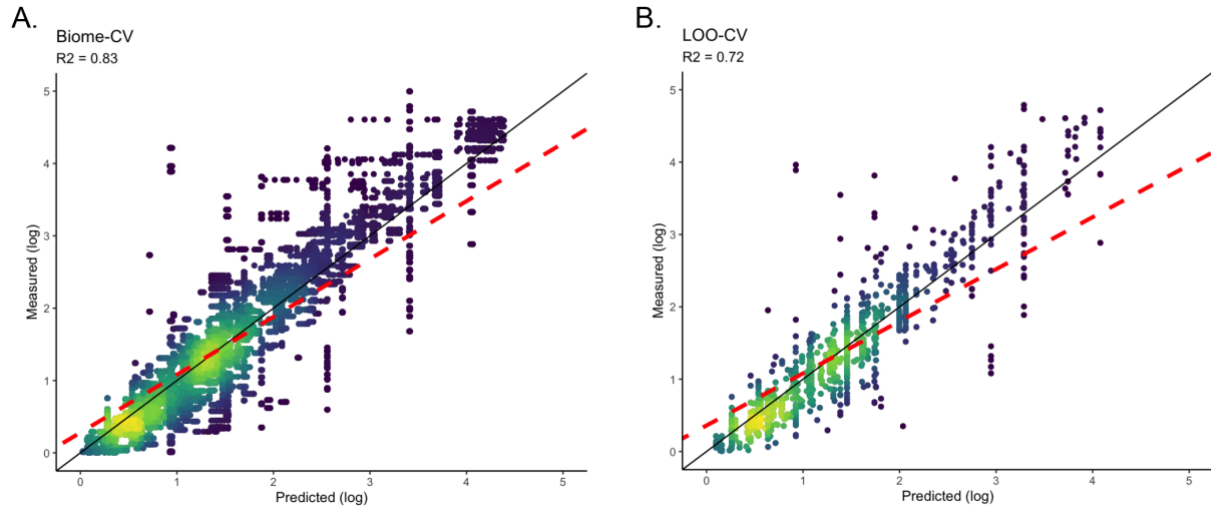 A.
Biome-CV
R2 = 0.83
5
4
3
2
1
0
Measured (log)
0 1 2 3 4 5
Predicted (log)
B.
LOO-CV
R2 = 0.72
5
4
3
2
1
0
Measured (log)
0 1 2 3 4 5
Predicted (log)